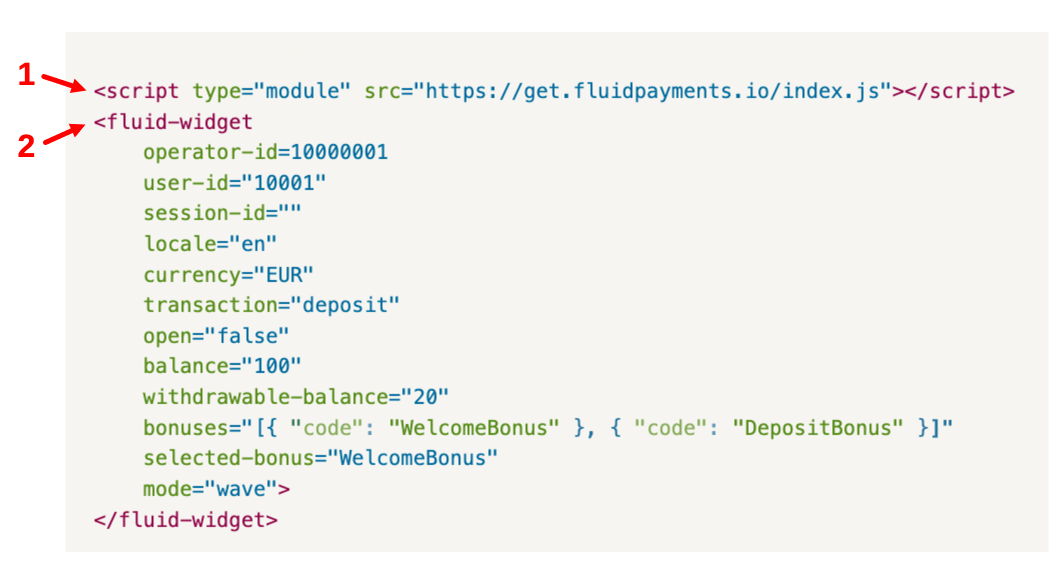 1
<script type="module" src="https://get.fluidpayments.io/index.js"></script>
2
<fluid-widget
operator-id=10000001
user-id="10001"
session-id=""
locale="en"
currency="EUR"
transaction="deposit"
open="false"
balance="100"
withdrawable-balance="20"
bonuses="[{ "code": "WelcomeBonus" }, { "code": "DepositBonus" }]"
selected-bonus="WelcomeBonus"
mode="wave">
</fluid-widget>